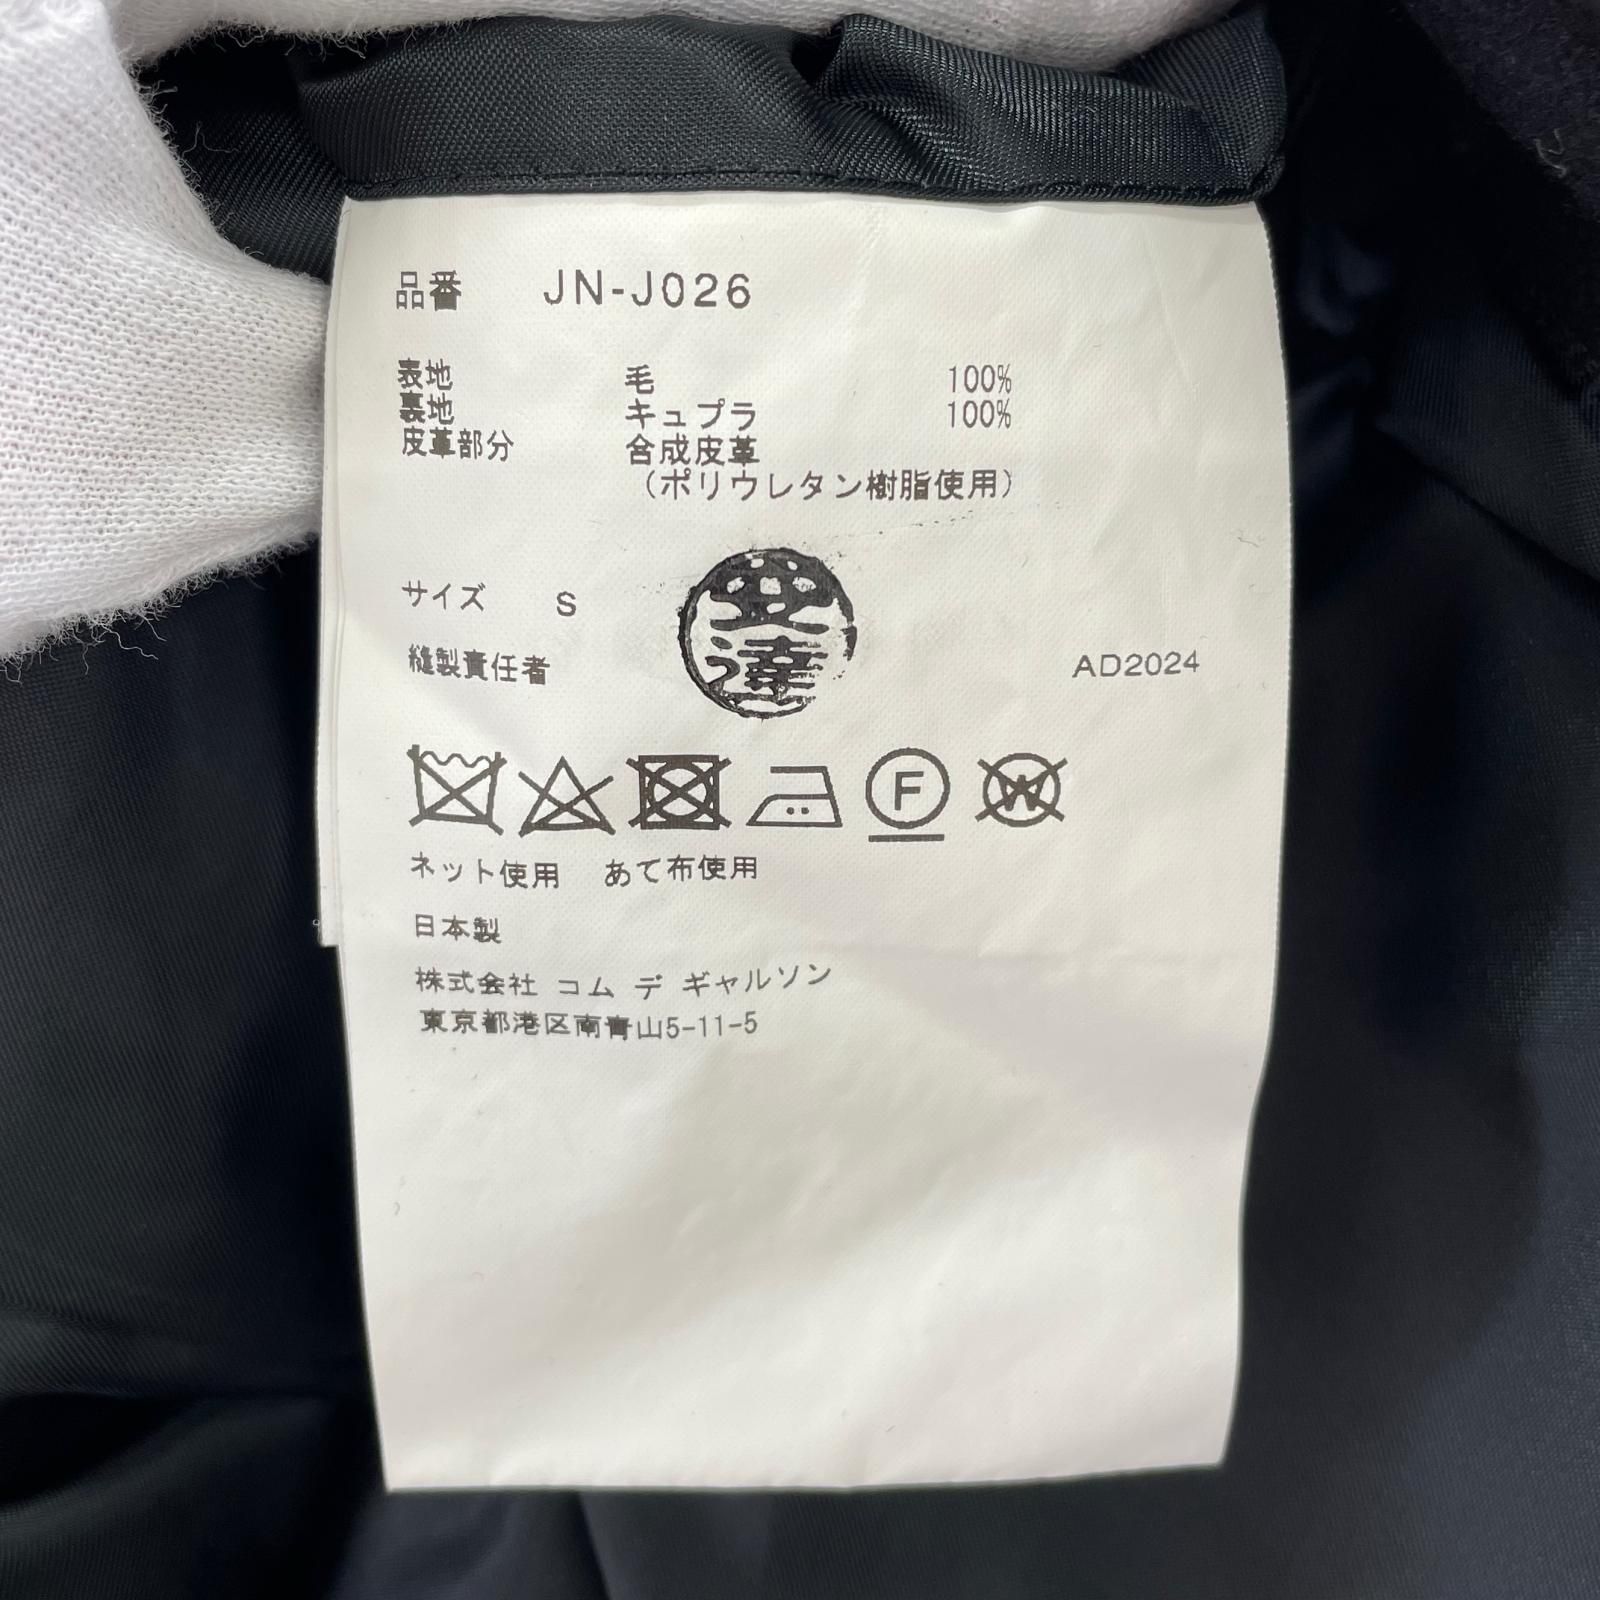 品番 JN-J026
表地 毛 100%
裏地 キュプラ 100%
皮革部分 合成皮革
(ポリウレタン樹脂使用)
サイズ S
縫製責任者 安達 AD2024
F W
ネット使用 あて布使用
日本製
株式会社 コム デ ギャルソン
東京都港区南青山5-11-5